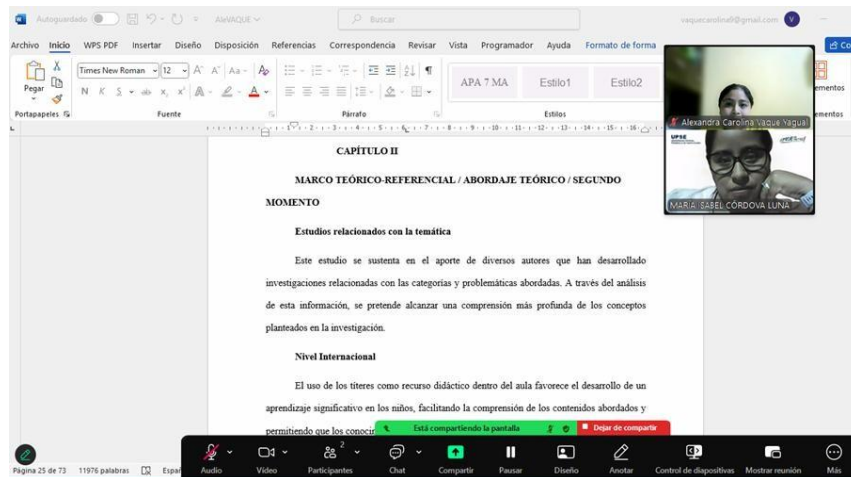 Autoguardado
AleVAQUE
Buscar
vaquecarolina9@gmail.com
V
Archivo Inicio WPS PDF Insertar Diseño Disposición Referencias Correspondencia Revisar Vista Programador Ayuda Formato de forma
Pegar
Times New Roman 12
N K S
APA 7 MA Estilo1 Estilo2
Portapapeles Fuente Párrafo Estilos
CAPÍTULO II
MARCO TEÓRICO-REFERENCIAL / ABORDAJE TEÓRICO / SEGUNDO
MOMENTO
Estudios relacionados con la temática
Este estudio se sustenta en el aporte de diversos autores que han desarrollado
investigaciones relacionadas con las categorías y problemáticas abordadas. A través del análisis
de esta información, se pretende alcanzar una comprensión más profunda de los conceptos
planteados en la investigación.
Nivel Internacional
El uso de los títeres como recurso didáctico dentro del aula favorece el desarrollo de un
aprendizaje significativo en los niños, facilitando la comprensión de los contenidos abordados y
permitiendo que los conocir
Alexandra Carolina Vaque Yagual
UPSE
MARÍA ISABEL CÓRDOVA LUNA
Está compartiendo la pantalla
Dejar de compartir
Audio Vídeo Participantes 2 Chat Compartir Pausar Diseño Anotar Control de diapositivas Mostrar reunión Más
Página 25 de 73 11976 palabras Españ